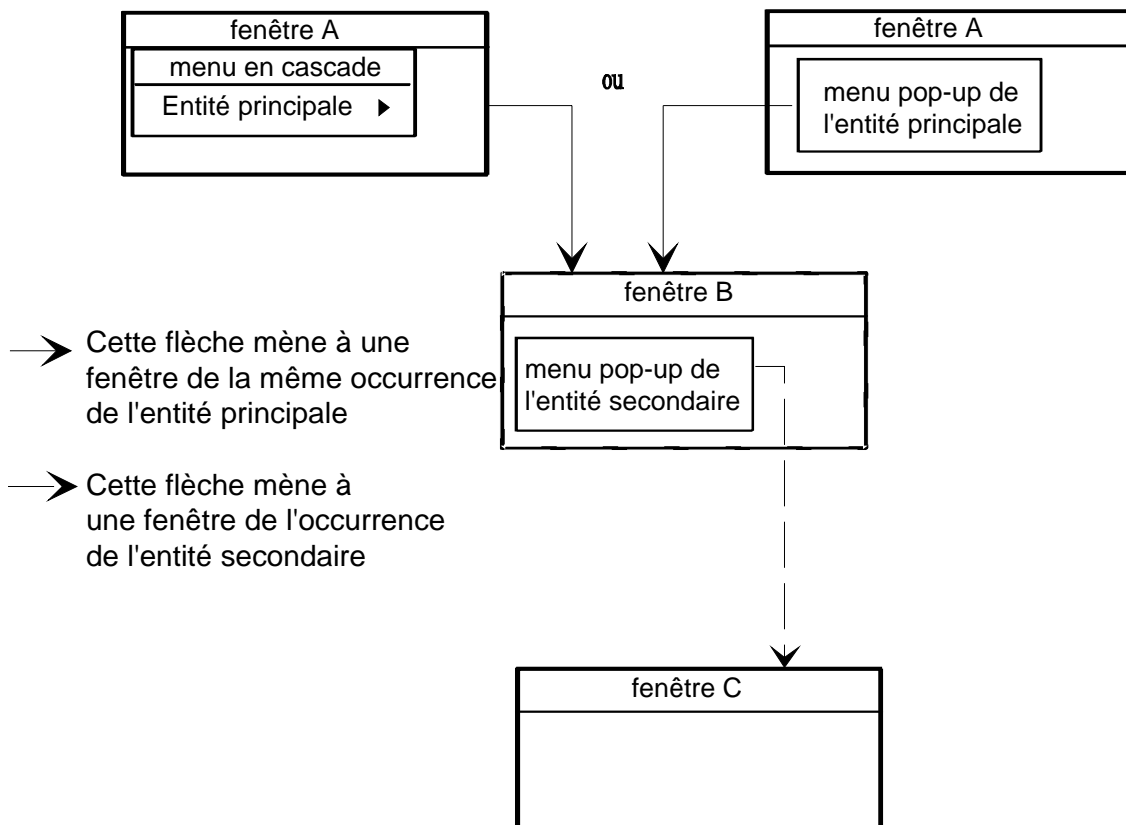 fenêtre A
menu en cascade
Entité principale
ou
fenêtre A
menu pop-up de
l'entité principale
fenêtre B
menu pop-up de
l'entité secondaire
Cette flèche mène à une
fenêtre de la même occurrence
de l'entité principale
Cette flèche mène à
une fenêtre de l'occurrence
de l'entité secondaire
fenêtre C